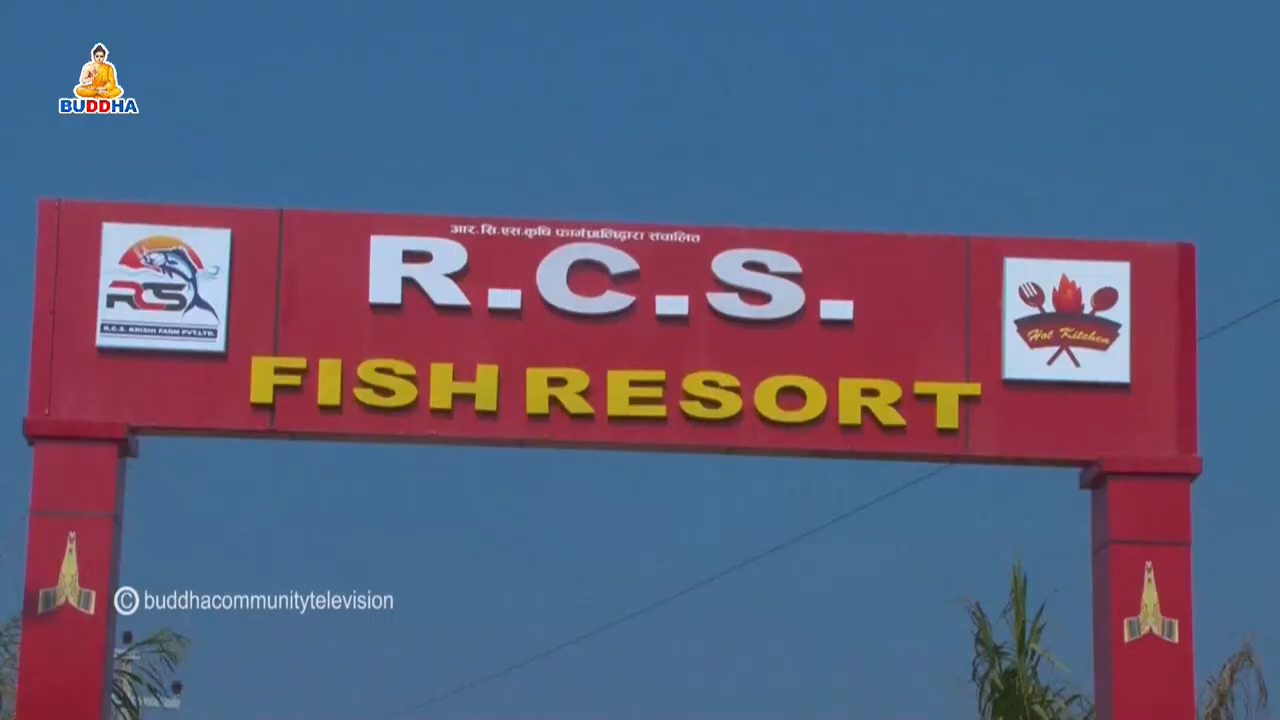 BUDDHA
आर. सि. एस. कृषि फार्म प्रा.लि.द्वारा संचालित
R.C.S.
FISH RESORT
RCS
R.C.S. KRISHI FARM PVT.LTD.
Hot Kitchen
©buddhacommunitytelevision